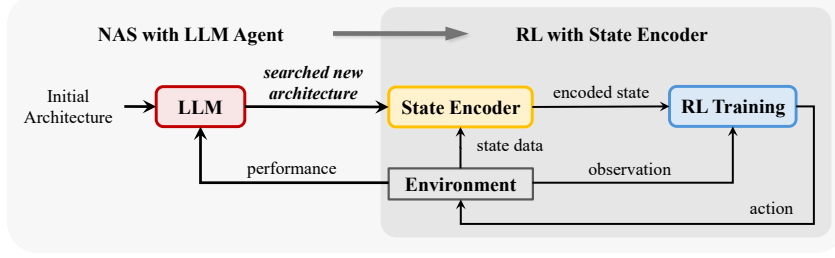 NAS with LLM Agent
RL with State Encoder
Initial
Architecture
LLM
searched new
architecture
State Encoder
encoded state
RL Training
state data
performance
Environment
observation
action